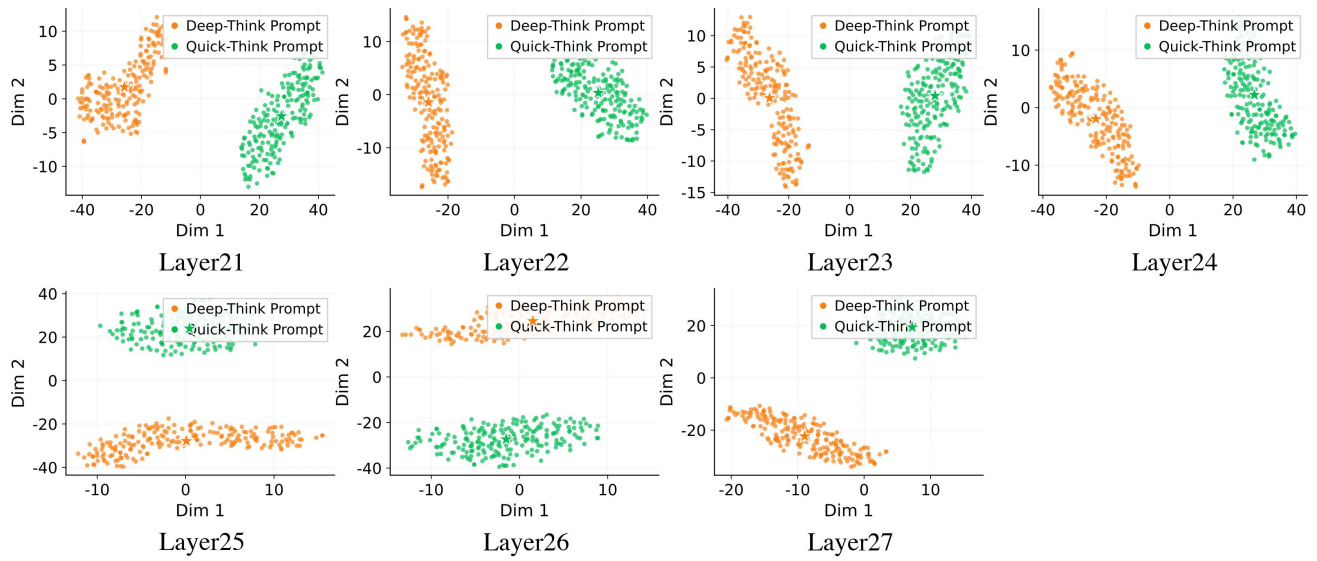 Deep-Think Prompt
Quick-Think Prompt
10
5
0
-5
-10
Dim 2
-40
-20
0
20
40
Dim 1
Layer21
Deep-Think Prompt
Quick-Think Prompt
10
0
-10
Dim 2
-20
0
20
40
Dim 1
Layer22
Deep-Think Prompt
Quick-Think Prompt
10
5
0
-5
-10
-15
Dim 2
-40
-20
0
20
Dim 1
Layer23
Deep-Think Prompt
Quick-Think Prompt
10
0
-10
Dim 2
-40
-20
0
20
40
Dim 1
Layer24
Deep-Think Prompt
Quick-Think Prompt
40
20
0
-20
-40
Dim 2
-10
0
10
Dim 1
Layer25
Deep-Think Prompt
Quick-Think Prompt
20
0
-20
-40
Dim 2
-10
0
10
Dim 1
Layer26
Deep-Think Prompt
Quick-Think Prompt
20
0
-20
Dim 2
-20
-10
0
10
Dim 1
Layer27